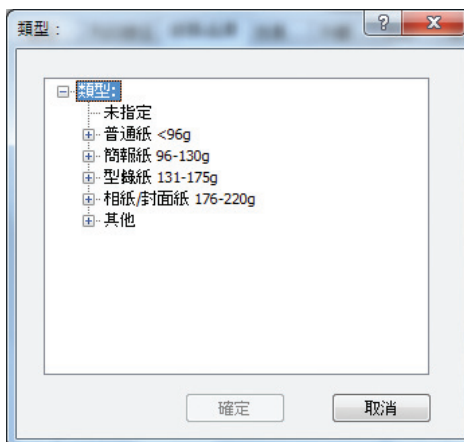 類型：
類型:
未指定
普通紙 <96g
簡報紙 96-130g
型錄紙 131-175g
相紙/封面紙 176-220g
其他
確定
取消